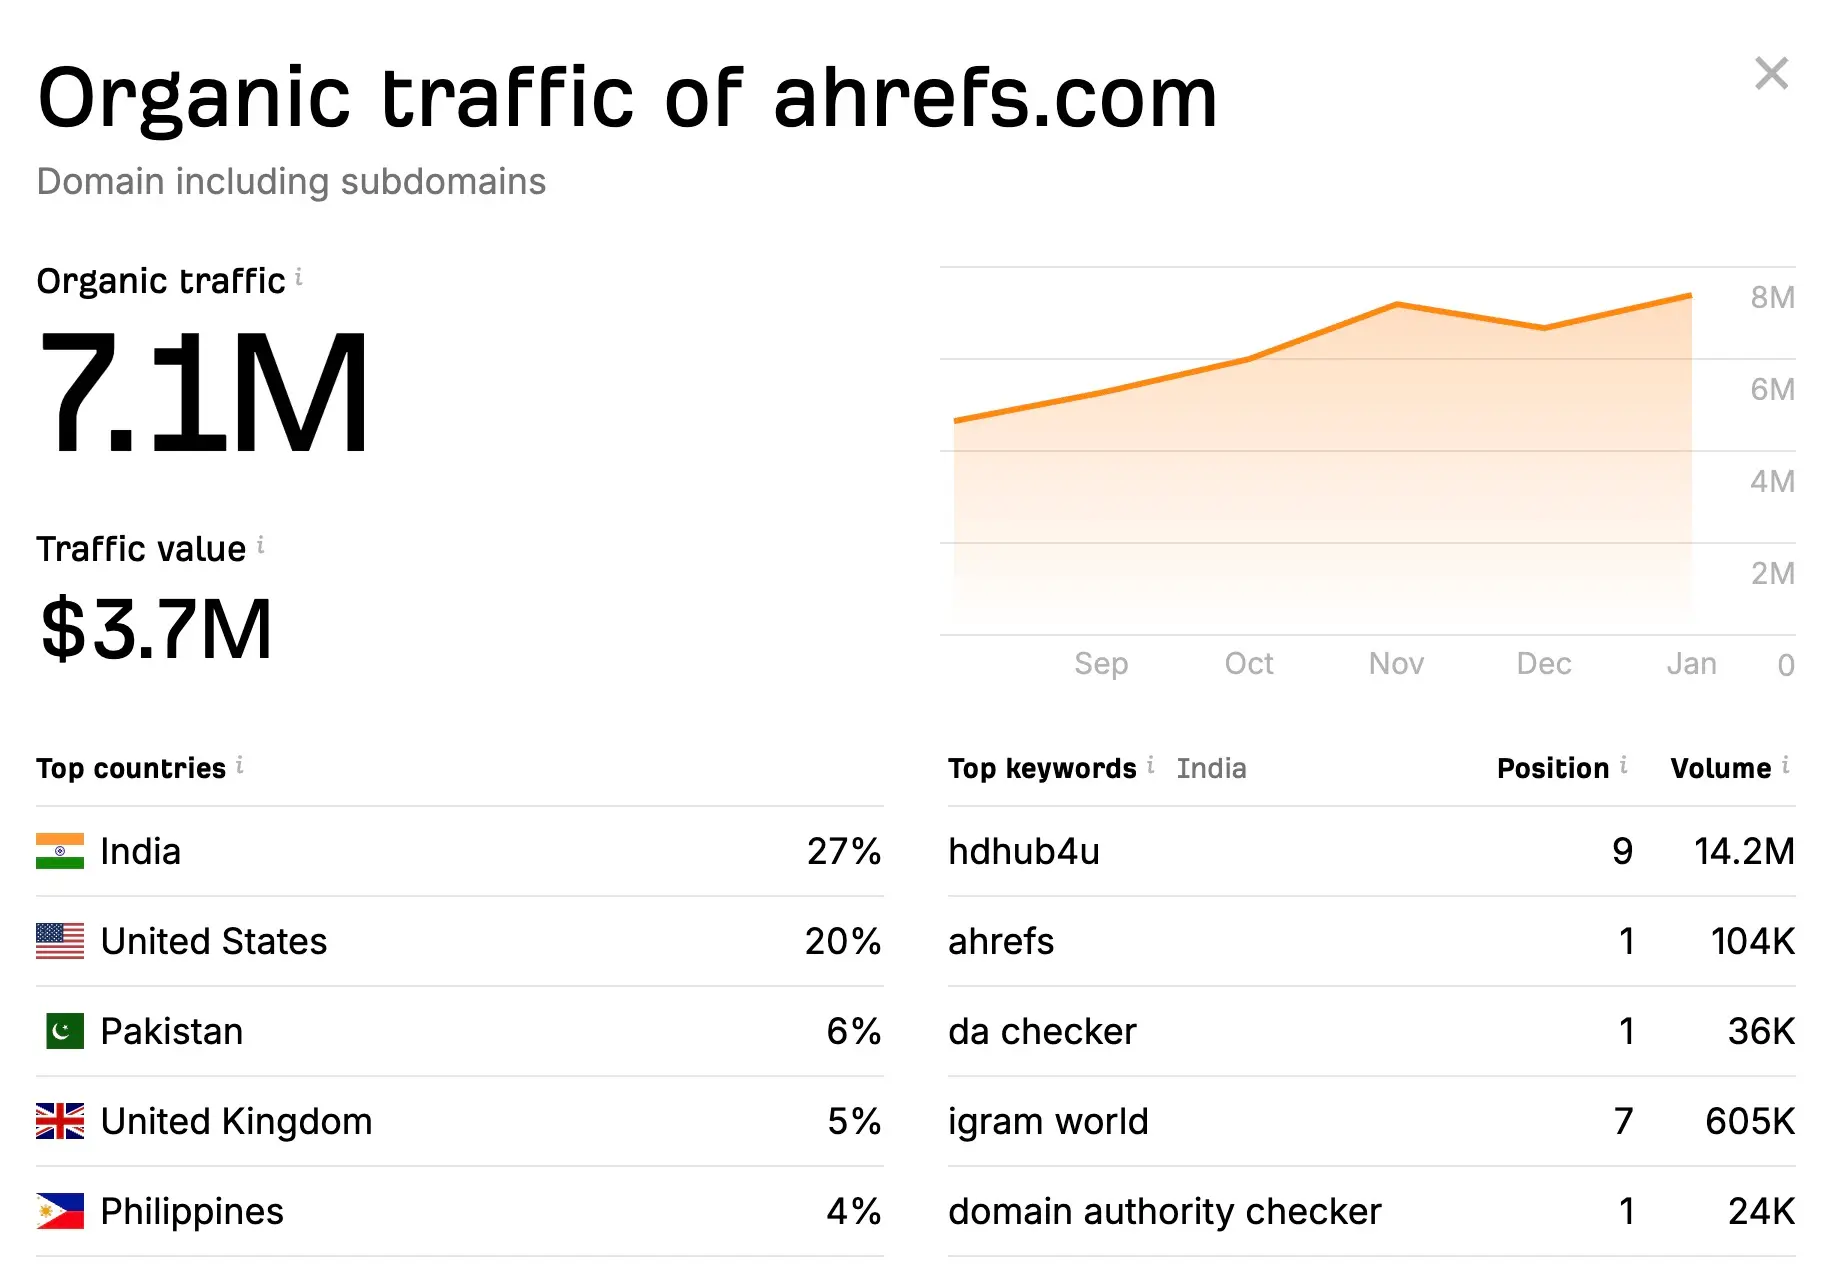 Organic traffic of ahrefs.com
Domain including subdomains
Organic traffic i
7.1M
Traffic value i
$3.7M
8M
6M
4M
2M
Sep Oct Nov Dec Jan 0
Top countries i
India 27%
United States 20%
Pakistan 6%
United Kingdom 5%
Philippines 4%
Top keywords i India Position i Volume i
hdhub4u 9 14.2M
ahrefs 1 104K
da checker 1 36K
igram world 7 605K
domain authority checker 1 24K